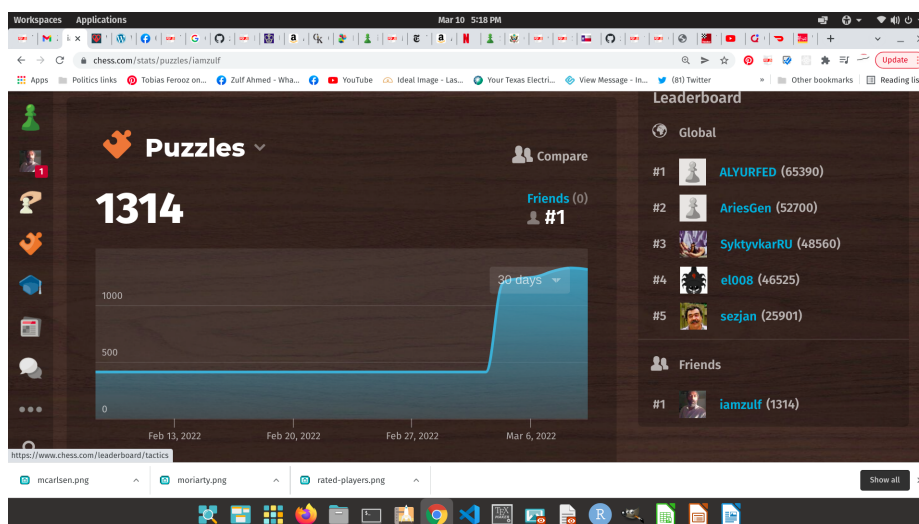 Workspaces Applications Mar 10 5:18 PM
chess.com/stats/puzzles/iamzulf Update
Apps Politics links Tobias Ferooz on... Zulf Ahmed - Wha... YouTube Ideal Image - Las... Your Texas Electri... View Message - In... (81) Twitter » Other bookmarks Reading lis
1
Puzzles
Compare
1314
Friends (0)
#1
30 days
1000
500
0
Feb 13, 2022 Feb 20, 2022 Feb 27, 2022 Mar 6, 2022
Leaderboard
Global
#1 ALYURFED (65390)
#2 AriesGen (52700)
#3 SyktyvkarRU (48560)
#4 el008 (46525)
#5 sezjan (25901)
Friends
#1 iamzulf (1314)
https://www.chess.com/leaderboard/tactics
mcarlsen.png moriarty.png rated-players.png Show all